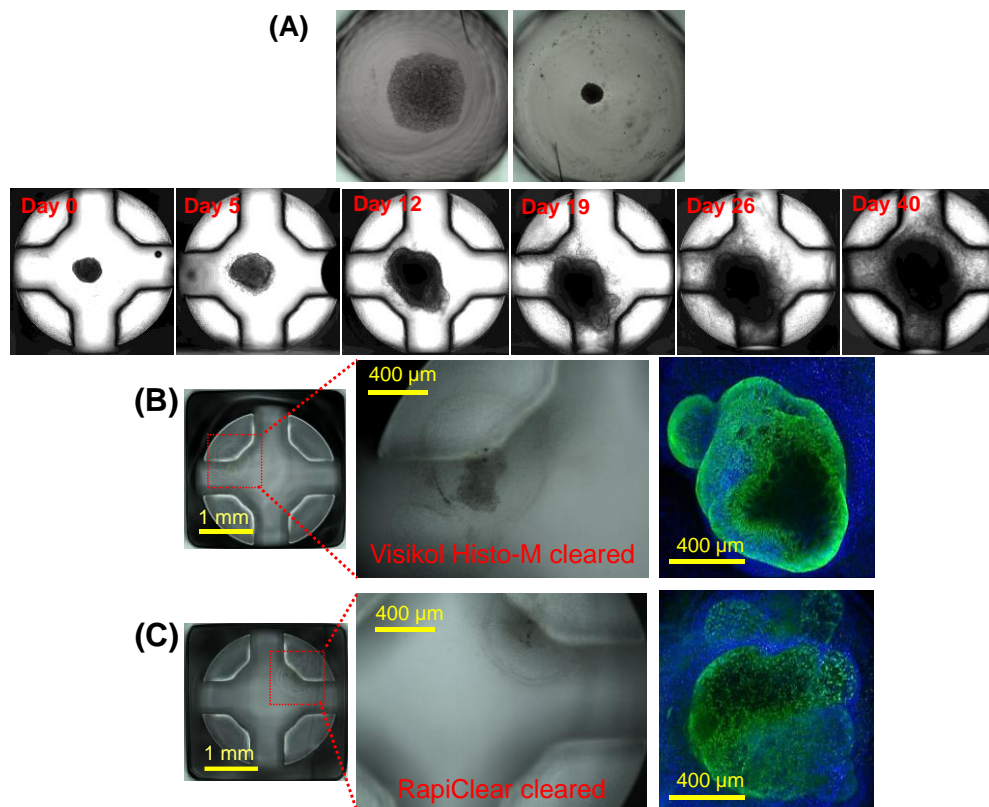 (A)
Day 0
Day 5
Day 12
Day 19
Day 26
Day 40
(B)
1 mm
400 µm
Visikol Histo-M cleared
400 µm
(C)
1 mm
400 µm
RapiClear cleared
400 µm